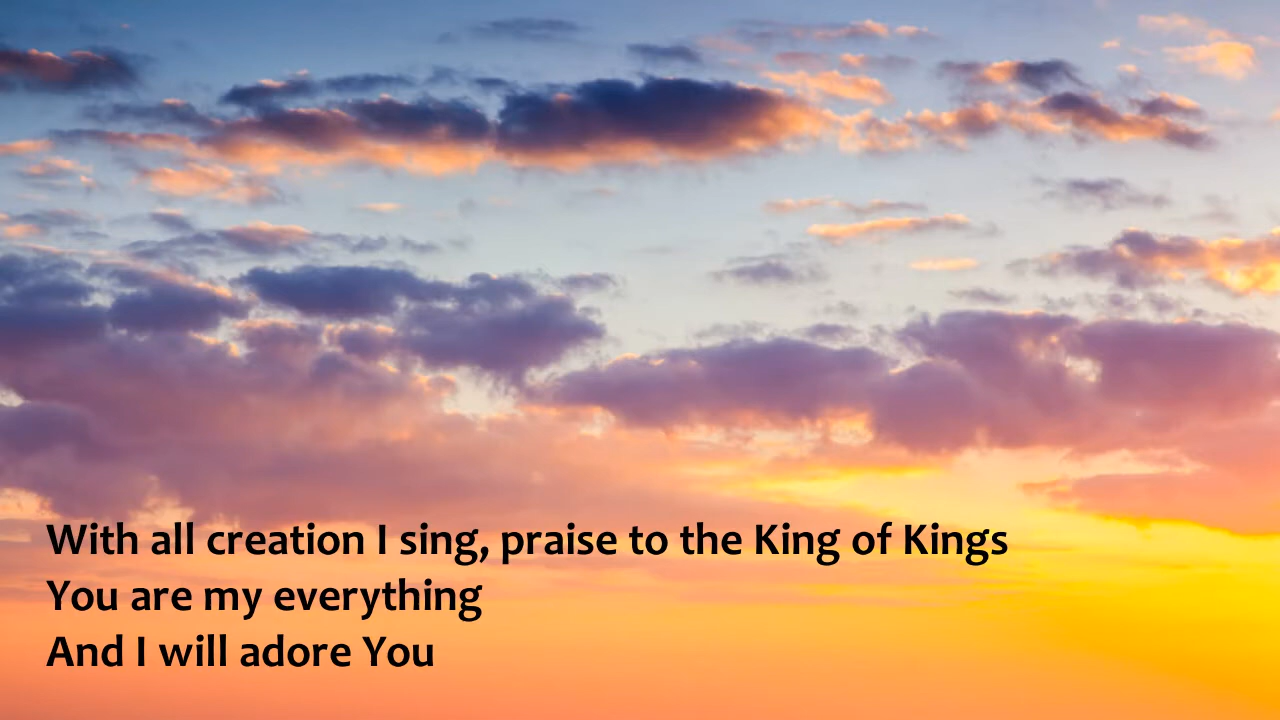 With all creation I sing, praise to the King of Kings
You are my everything
And I will adore You